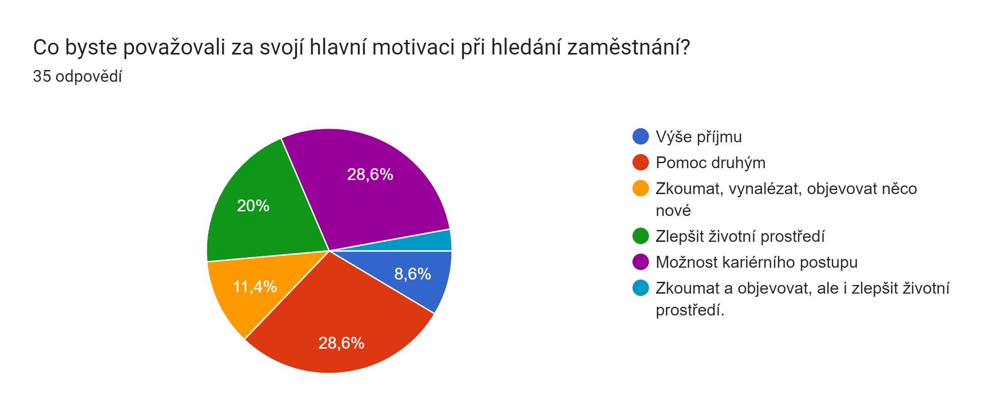 Co byste považovali za svojí hlavní motivaci při hledání zaměstnání?
35 odpovědí
28,6%
20%
8,6%
11,4%
28,6%
Výše příjmu
Pomoc druhým
Zkoumat, vynalézat, objevovat něco
nové
Zlepšit životní prostředí
Možnost kariérního postupu
Zkoumat a objevovat, ale i zlepšit životní
prostředí.